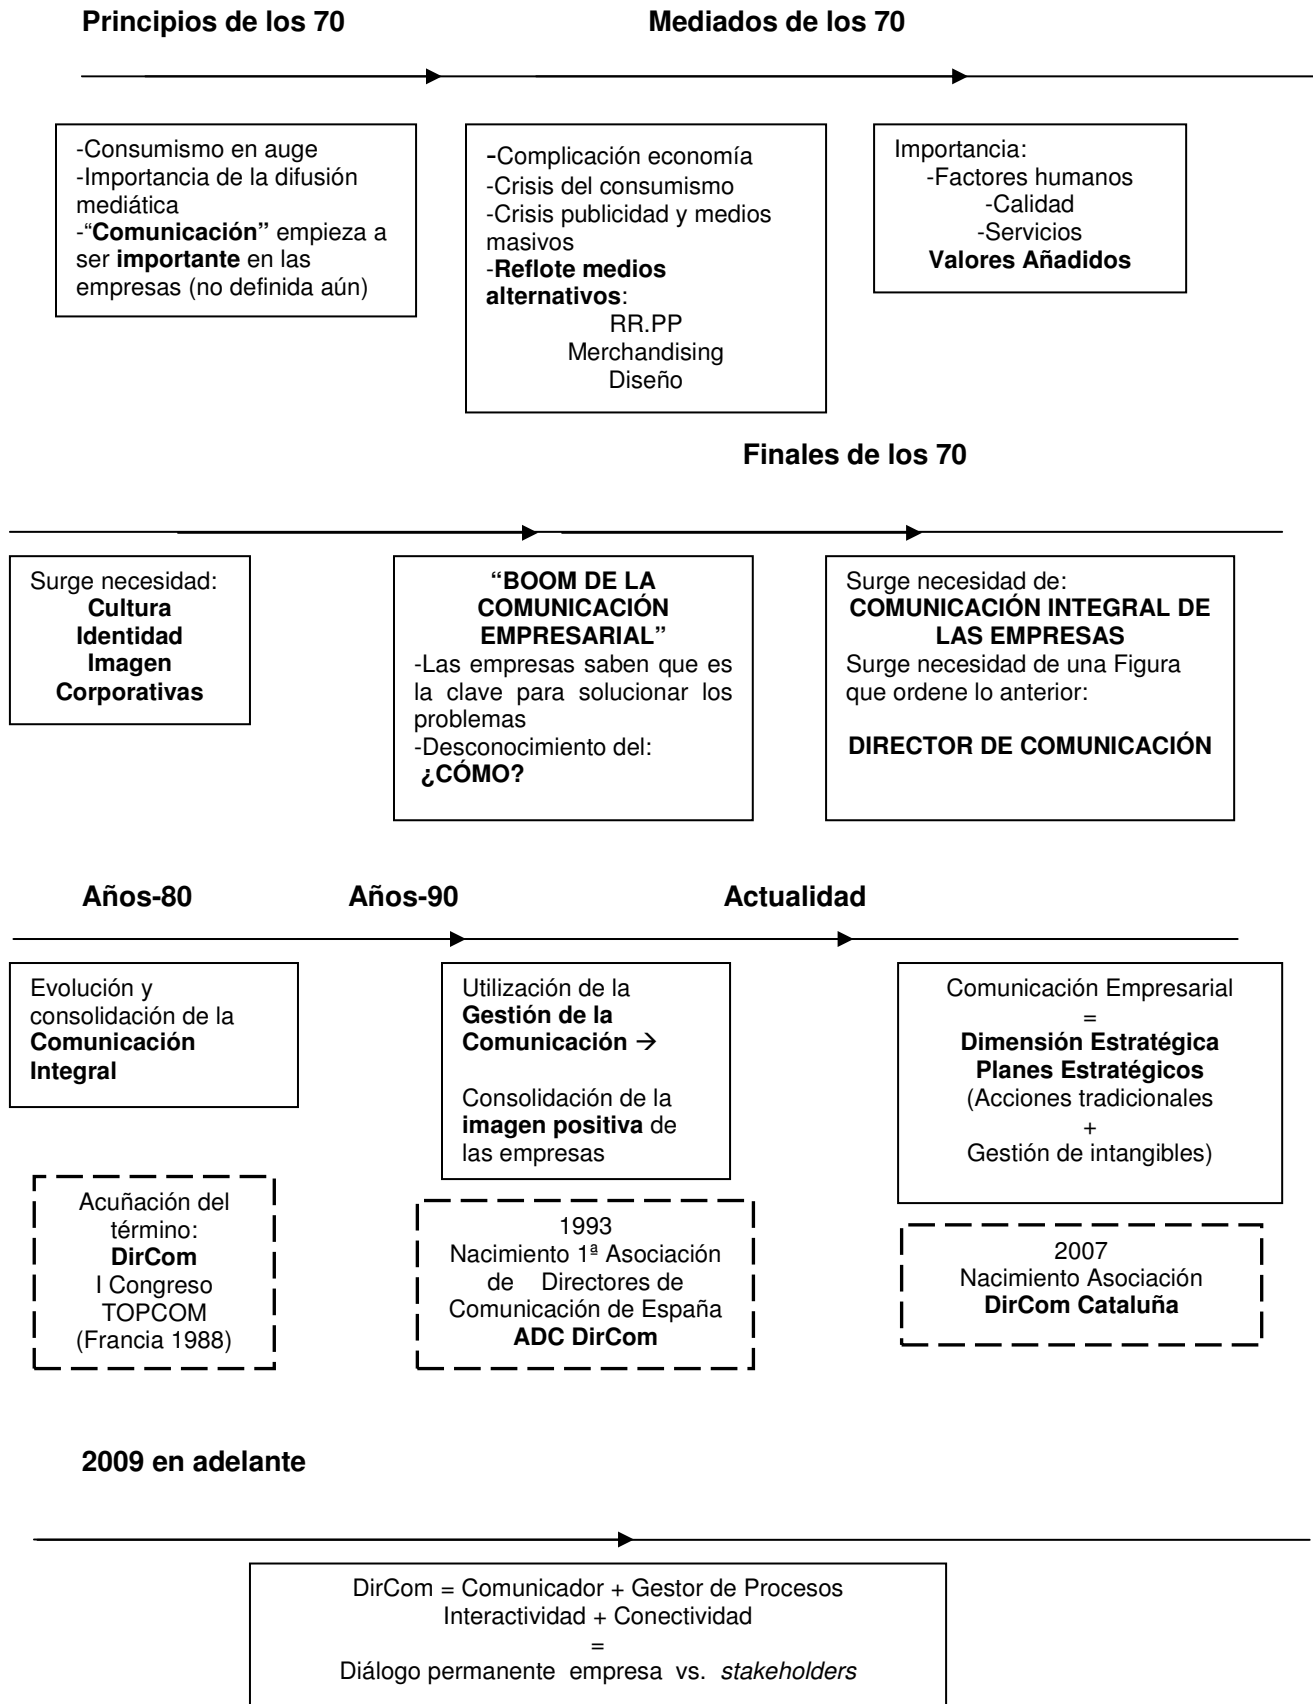 Principios de los 70
Mediados de los 70
-Consumismo en auge
-Importancia de la difusión
mediática
-“Comunicación” empieza a
ser importante en las
empresas (no definida aún)
-Complicación economía
-Crisis del consumismo
-Crisis publicidad y medios
masivos
-Reflote medios
alternativos:
RR.PP
Merchandising
Diseño
Importancia:
-Factores humanos
-Calidad
-Servicios
Valores Añadidos
Finales de los 70
Surge necesidad:
Cultura
Identidad
Imagen
Corporativas
“BOOM DE LA
COMUNICACIÓN
EMPRESARIAL”
-Las empresas saben que es
la clave para solucionar los
problemas
-Desconocimiento del:
¿CÓMO?
Surge necesidad de:
COMUNICACIÓN INTEGRAL DE
LAS EMPRESAS
Surge necesidad de una Figura
que ordene lo anterior:
DIRECTOR DE COMUNICACIÓN
Años-80
Años-90
Actualidad
Evolución y
consolidación de la
Comunicación
Integral
Utilización de la
Gestión de la
Comunicación →
Consolidación de la
imagen positiva de
las empresas
Comunicación Empresarial
=
Dimensión Estratégica
Planes Estratégicos
(Acciones tradicionales
+
Gestión de intangibles)
Acuñación del
término:
DirCom
I Congreso
TOPCOM
(Francia 1988)
1993
Nacimiento 1ª Asociación
de Directores de
Comunicación de España
ADC DirCom
2007
Nacimiento Asociación
DirCom Cataluña
2009 en adelante
DirCom = Comunicador + Gestor de Procesos
Interactividad + Conectividad
=
Diálogo permanente empresa vs. stakeholders